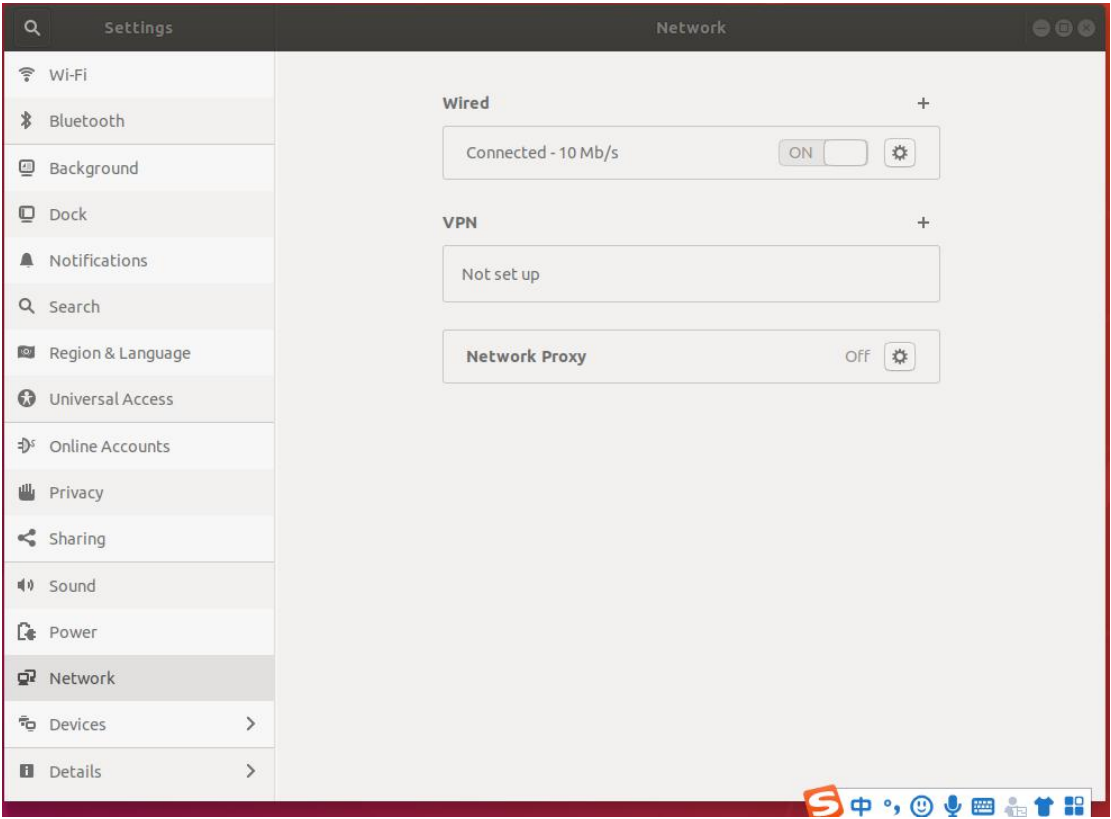 Settings
Network
Wi-Fi
Bluetooth
Background
Dock
Notifications
Search
Region & Language
Universal Access
Online Accounts
Privacy
Sharing
Sound
Power
Network
Devices
Details
Wired
Connected - 10 Mb/s
ON
VPN
Not set up
Network Proxy
Off
中